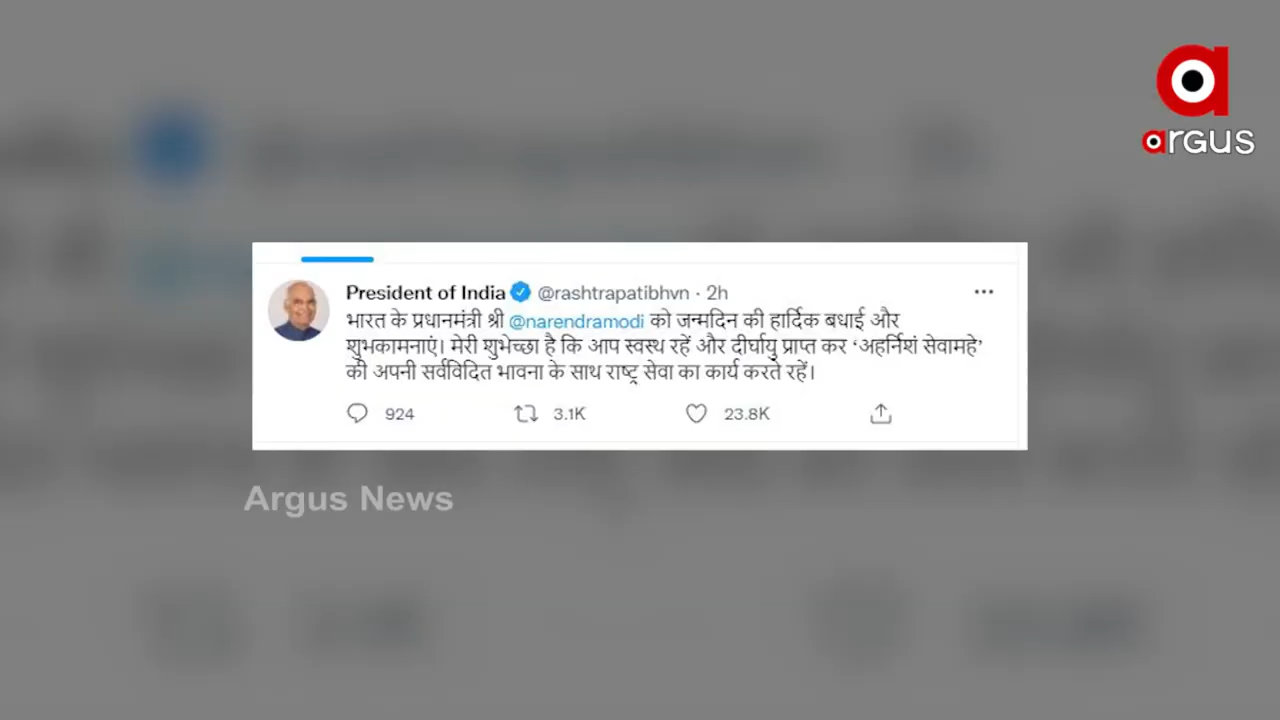 argus
President of India @rashtrapatibhvn · 2h
भारत के प्रधानमंत्री श्री @narendramodi को जन्मदिन की हार्दिक बधाई और
शुभकामनाएं। मेरी शुभेच्छा है कि आप स्वस्थ रहें और दीर्घायु प्राप्त कर ‘अहर्निशं सेवामहे’
की अपनी सर्वविदित भावना के साथ राष्ट्र सेवा का कार्य करते रहें।
924 3.1K 23.8K
Argus News